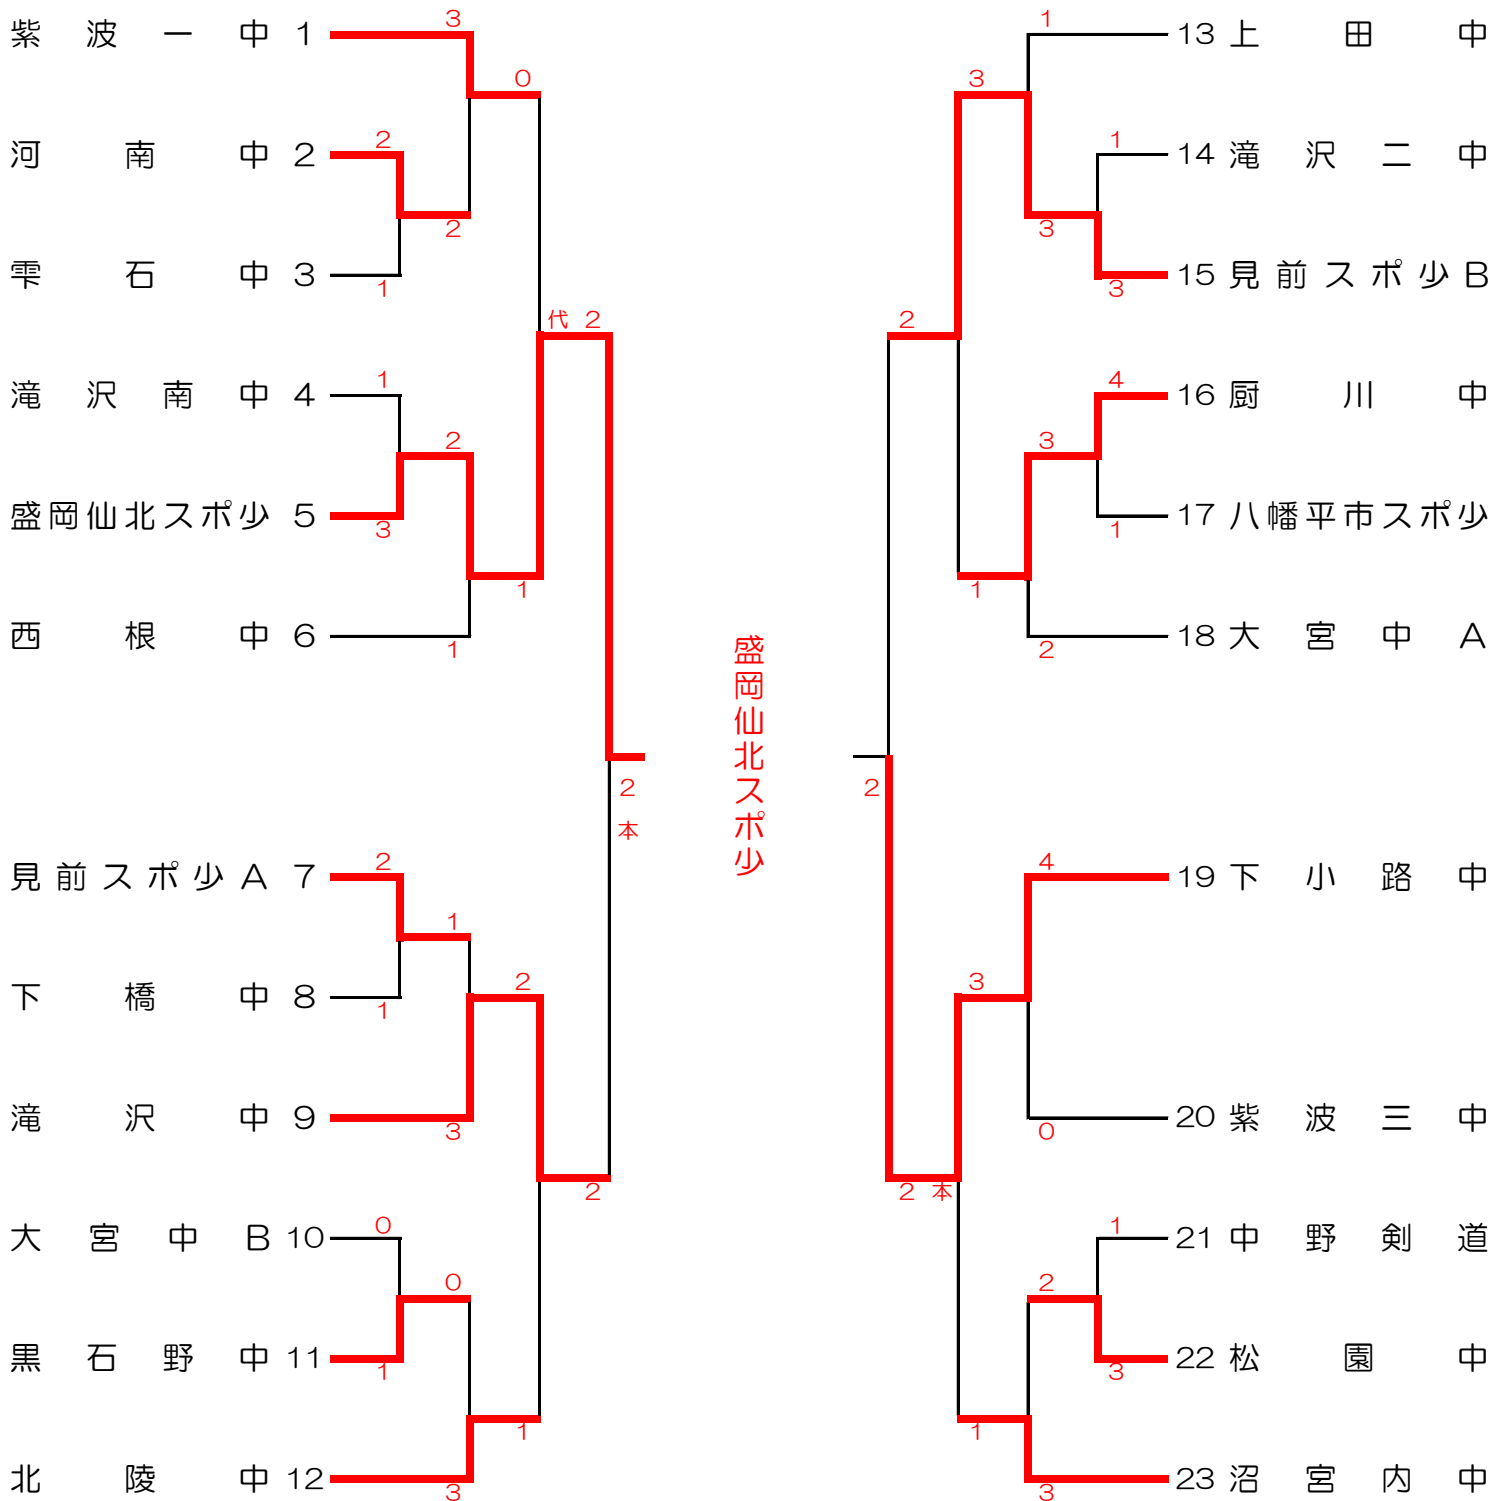 紫波一中 1
3
0
河南中 2
2
2
雫石中 3
1
滝沢南中 4
1
2
代 2
盛岡仙北スポ少 5
3
1
西根中 6
1
2
本
見前スポ少A 7
2
1
下橋中 8
1
2
滝沢中 9
3
2
大宮中B 10
0
0
黒石野中 11
1
1
北陵中 12
3
盛岡仙北スポ少
1
13 上田中
3
1
14 滝沢二中
3
3
15 見前スポ少B
2
4
16 厨川中
3
1
17 八幡平市スポ少
1
2
18 大宮中A
2
4
19 下小路中
3
0
20 紫波三中
2 本
1
21 中野剣道
2
3
22 松園中
1
3
23 沼宮内中